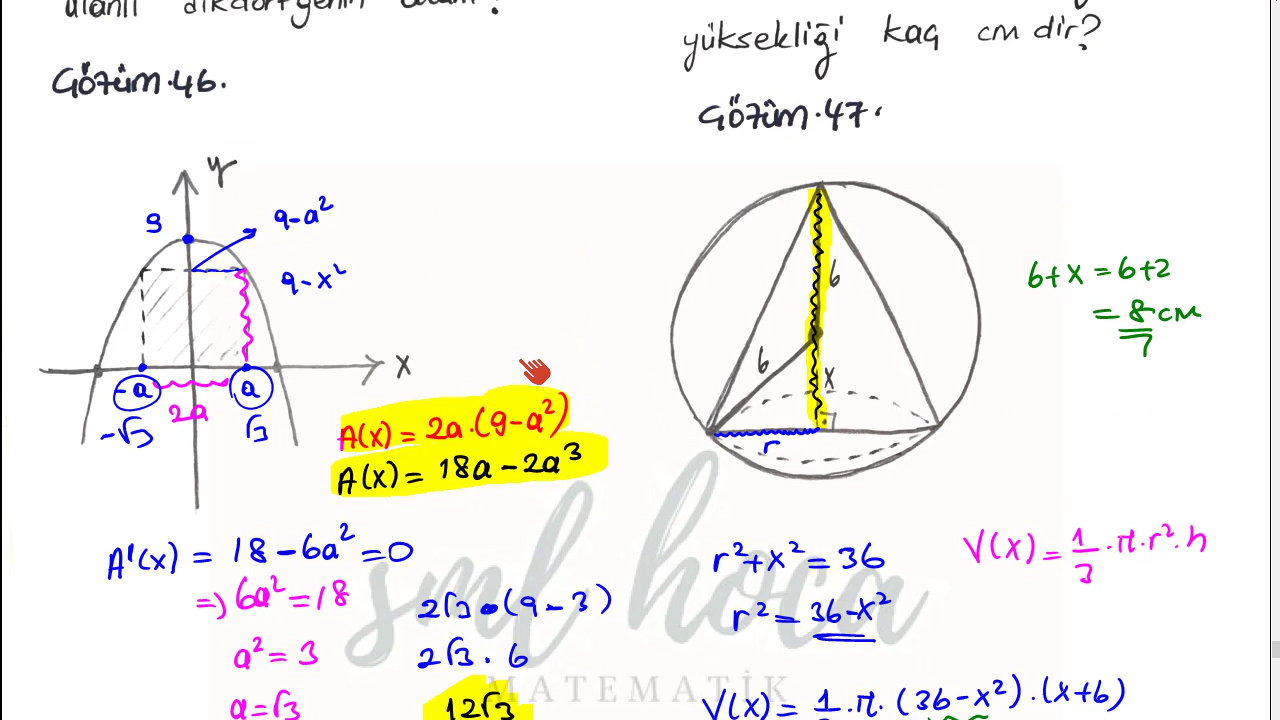 alanlı dikdörtgenin alanı?
Çözüm.46.
y
9
9-a²
9-x²
x
-a
a
2a
-√3
√3
A(x) = 2a.(9-a²)
A(x) = 18a-2a³
A'(x) = 18-6a²=0
=) 6a²=18
a²=3
a=√3
2√3•(9-3)
2√3.6
12√3
yüksekliği kaç cm dir?
Çözüm.47.
6
6
x
r
6+x = 6+2
= 8cm
r²+x²=36
r²=36-x²
V(x) = 1/3.π.r².h
V(x) = 1.π.(36-x²).(x+6)
sml hoca
MATEMATİK